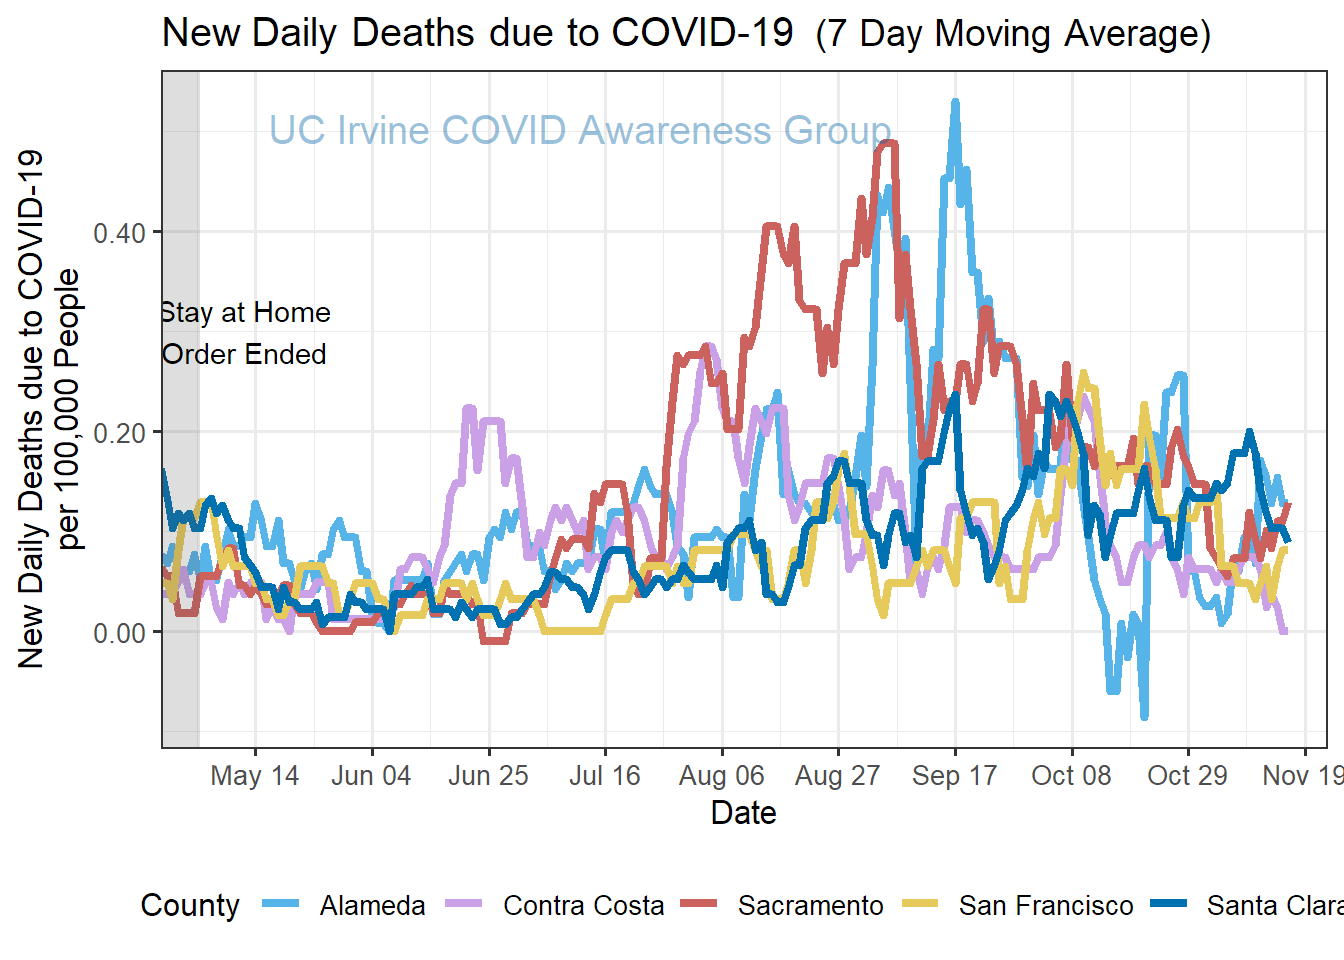 New Daily Deaths due to COVID-19 (7 Day Moving Average)
UC Irvine COVID Awareness Group
New Daily Deaths due to COVID-19
per 100,000 People
0.40
0.20
0.00
Stay at Home
Order Ended
May 14 Jun 04 Jun 25 Jul 16 Aug 06 Aug 27 Sep 17 Oct 08 Oct 29 Nov 19
Date
County Alameda Contra Costa Sacramento San Francisco Santa Clara